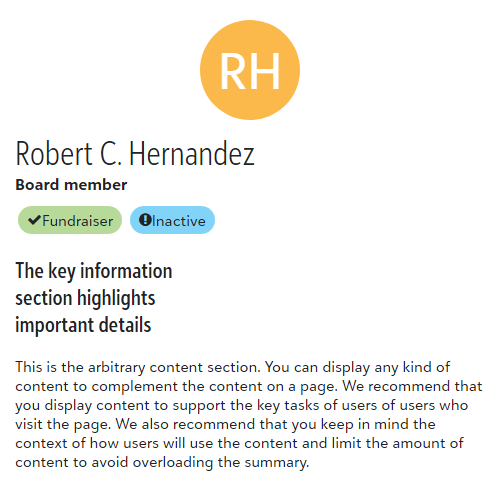 RH
Robert C. Hernandez
Board member
Fundraiser Inactive
The key information
section highlights
important details
This is the arbitrary content section. You can display any kind of
content to complement the content on a page. We recommend that
you display content to support the key tasks of users of users who
visit the page. We also recommend that you keep in mind the
context of how users will use the content and limit the amount of
content to avoid overloading the summary.